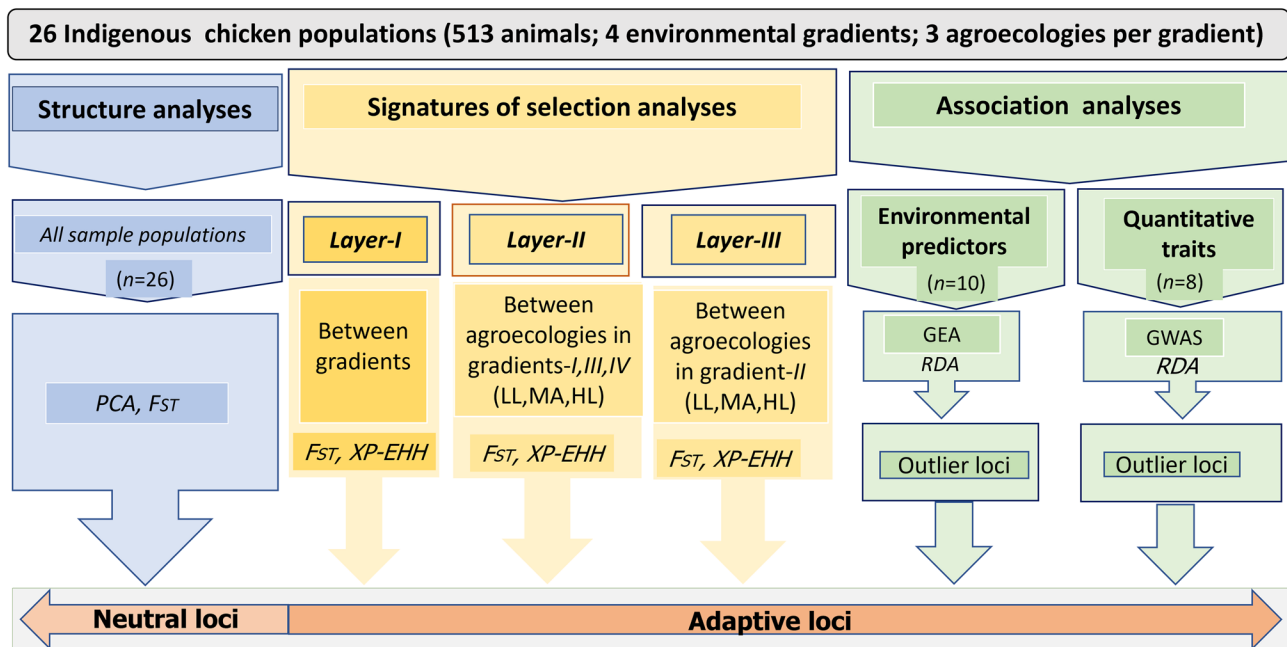 26 Indigenous chicken populations (513 animals; 4 environmental gradients; 3 agroecologies per gradient)
Structure analyses
All sample populations
(n=26)
PCA, FST
Signatures of selection analyses
Layer-I
Between
gradients
FST, XP-EHH
Layer-II
Between
agroecologies in
gradients-I,III,IV
(LL,MA,HL)
FST, XP-EHH
Layer-III
Between
agroecologies
in gradient-II
(LL,MA,HL)
FST, XP-EHH
Association analyses
Environmental
predictors
(n=10)
GEA
RDA
Outlier loci
Quantitative
traits
(n=8)
GWAS
RDA
Outlier loci
Neutral loci
Adaptive loci